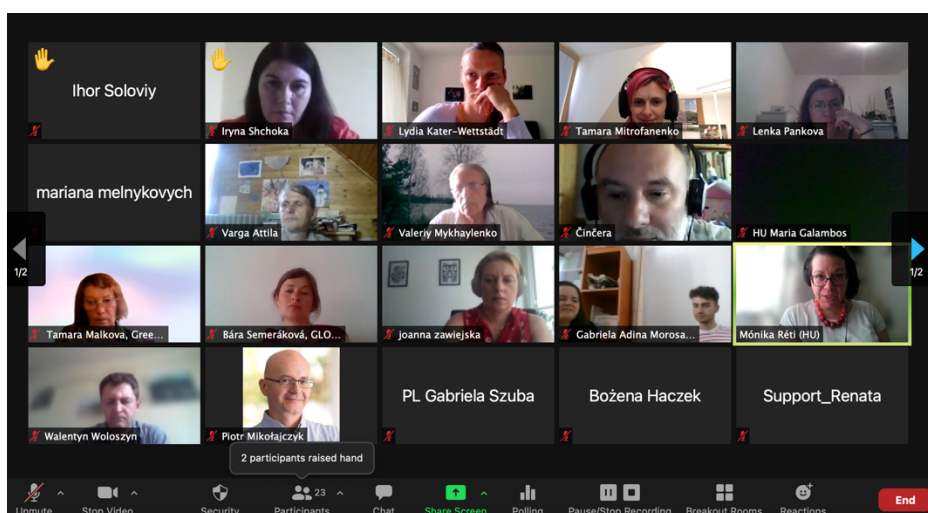 Ihor Soloviy
Iryna Shchoka
Lydia Kater-Wettstädt
Tamara Mitrofanenko
Lenka Pankova
mariana melnykovych
Varga Attila
Valeriy Mykhaylenko
Činčera
HU Maria Galambos
1/2
1/2
Tamara Malkova, Gree...
Bára Semeráková, GLO...
joanna zawiejska
Gabriela Adina Morosa...
Mónika Réti (HU)
Walentyn Woloszyn
Piotr Mikołajczyk
PL Gabriela Szuba
Bożena Haczek
Support_Renata
2 participants raised hand
23
Unmute
Stop Video
Security
Participants
Chat
Share Screen
Polling
Pause/Stop Recording
Breakout Rooms
Reactions
End